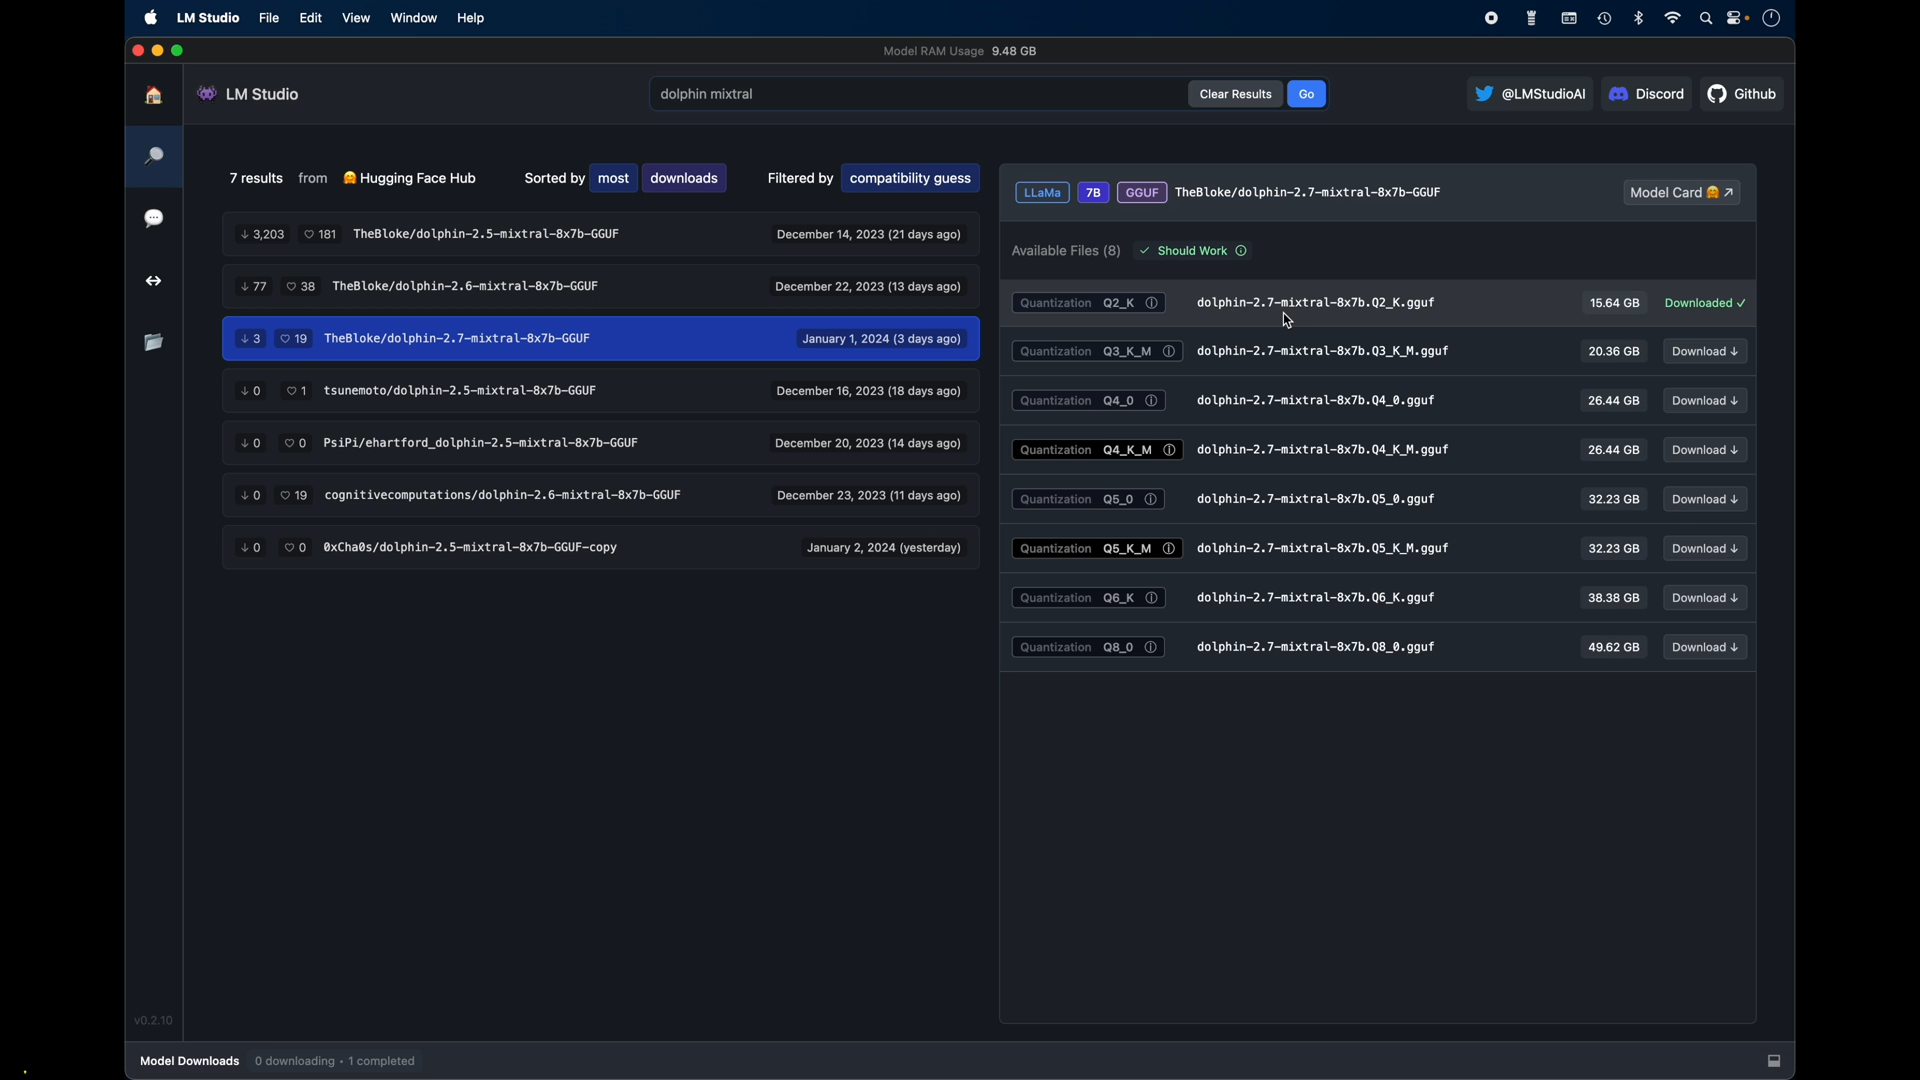 LM Studio File Edit View Window Help
Model RAM Usage 9.48 GB
LM Studio
dolphin mixtral
Clear Results
Go
@LMStudioAI
Discord
Github
7 results from Hugging Face Hub
Sorted by most downloads
Filtered by compatibility guess
↓ 3,203 ♡ 181 TheBloke/dolphin-2.5-mixtral-8x7b-GGUF December 14, 2023 (21 days ago)
↓ 77 ♡ 38 TheBloke/dolphin-2.6-mixtral-8x7b-GGUF December 22, 2023 (13 days ago)
↓ 3 ♡ 19 TheBloke/dolphin-2.7-mixtral-8x7b-GGUF January 1, 2024 (3 days ago)
↓ 0 ♡ 1 tsunemoto/dolphin-2.5-mixtral-8x7b-GGUF December 16, 2023 (18 days ago)
↓ 0 ♡ 0 PsiPi/ehartford_dolphin-2.5-mixtral-8x7b-GGUF December 20, 2023 (14 days ago)
↓ 0 ♡ 19 cognitivecomputations/dolphin-2.6-mixtral-8x7b-GGUF December 23, 2023 (11 days ago)
↓ 0 ♡ 0 0xCha0s/dolphin-2.5-mixtral-8x7b-GGUF-copy January 2, 2024 (yesterday)
LLaMa 7B GGUF TheBloke/dolphin-2.7-mixtral-8x7b-GGUF Model Card ↗
Available Files (8) ✓ Should Work
Quantization Q2_K dolphin-2.7-mixtral-8x7b.Q2_K.gguf 15.64 GB Downloaded ✓
Quantization Q3_K_M dolphin-2.7-mixtral-8x7b.Q3_K_M.gguf 20.36 GB Download ↓
Quantization Q4_0 dolphin-2.7-mixtral-8x7b.Q4_0.gguf 26.44 GB Download ↓
Quantization Q4_K_M dolphin-2.7-mixtral-8x7b.Q4_K_M.gguf 26.44 GB Download ↓
Quantization Q5_0 dolphin-2.7-mixtral-8x7b.Q5_0.gguf 32.23 GB Download ↓
Quantization Q5_K_M dolphin-2.7-mixtral-8x7b.Q5_K_M.gguf 32.23 GB Download ↓
Quantization Q6_K dolphin-2.7-mixtral-8x7b.Q6_K.gguf 38.38 GB Download ↓
Quantization Q8_0 dolphin-2.7-mixtral-8x7b.Q8_0.gguf 49.62 GB Download ↓
v0.2.10
Model Downloads 0 downloading • 1 completed